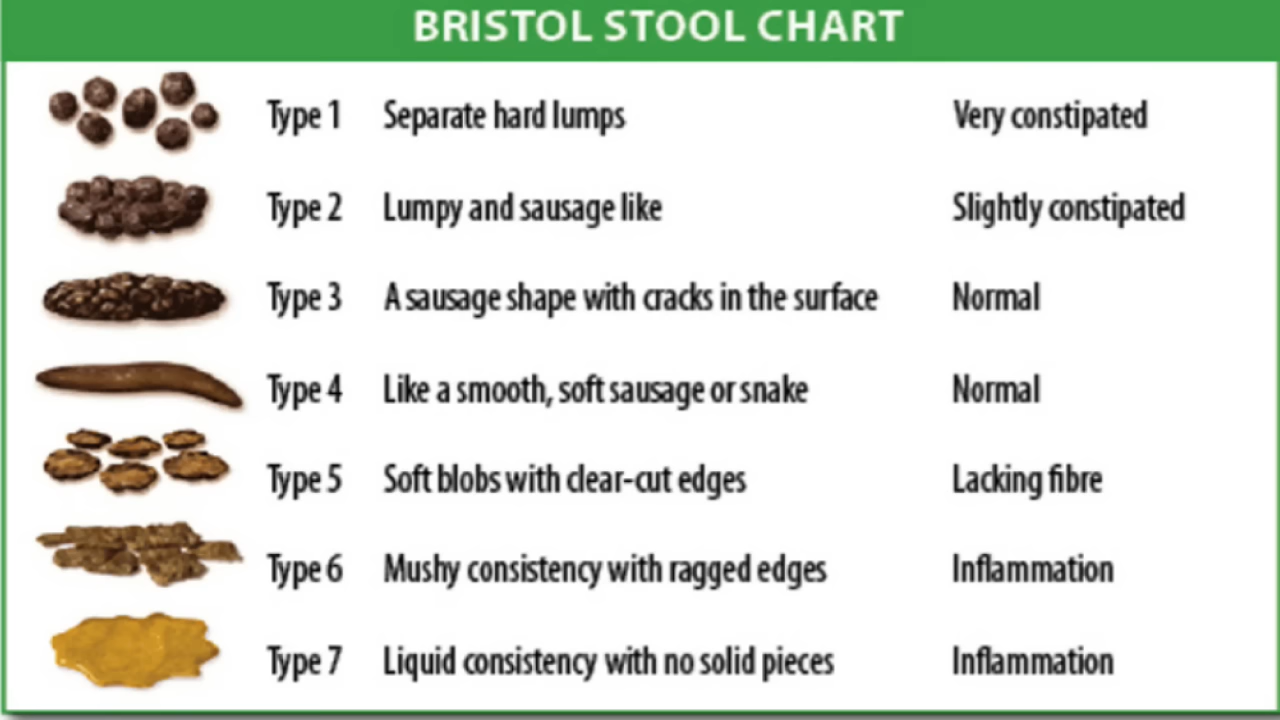 BRISTOL STOOL CHART
Type 1 Separate hard lumps Very constipated
Type 2 Lumpy and sausage like Slightly constipated
Type 3 A sausage shape with cracks in the surface Normal
Type 4 Like a smooth, soft sausage or snake Normal
Type 5 Soft blobs with clear-cut edges Lacking fibre
Type 6 Mushy consistency with ragged edges Inflammation
Type 7 Liquid consistency with no solid pieces Inflammation